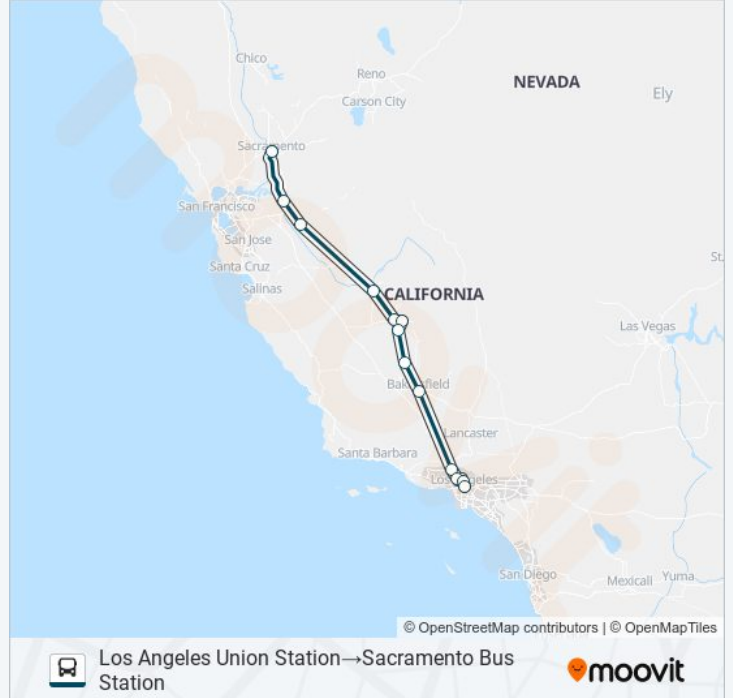 Chico
Reno
NEVADA
Carson City
Ely
Sacramento
San Francisco
San Jose
Santa Cruz
Salinas
St.
CALIFORNIA
Las Vegas
Bakersfield
Lancaster
Santa Barbara
Los Angeles
San Diego
Mexicali
Yuma
© OpenStreetMap contributors | © OpenMapTiles
Los Angeles Union Station→Sacramento Bus
Station
moovit